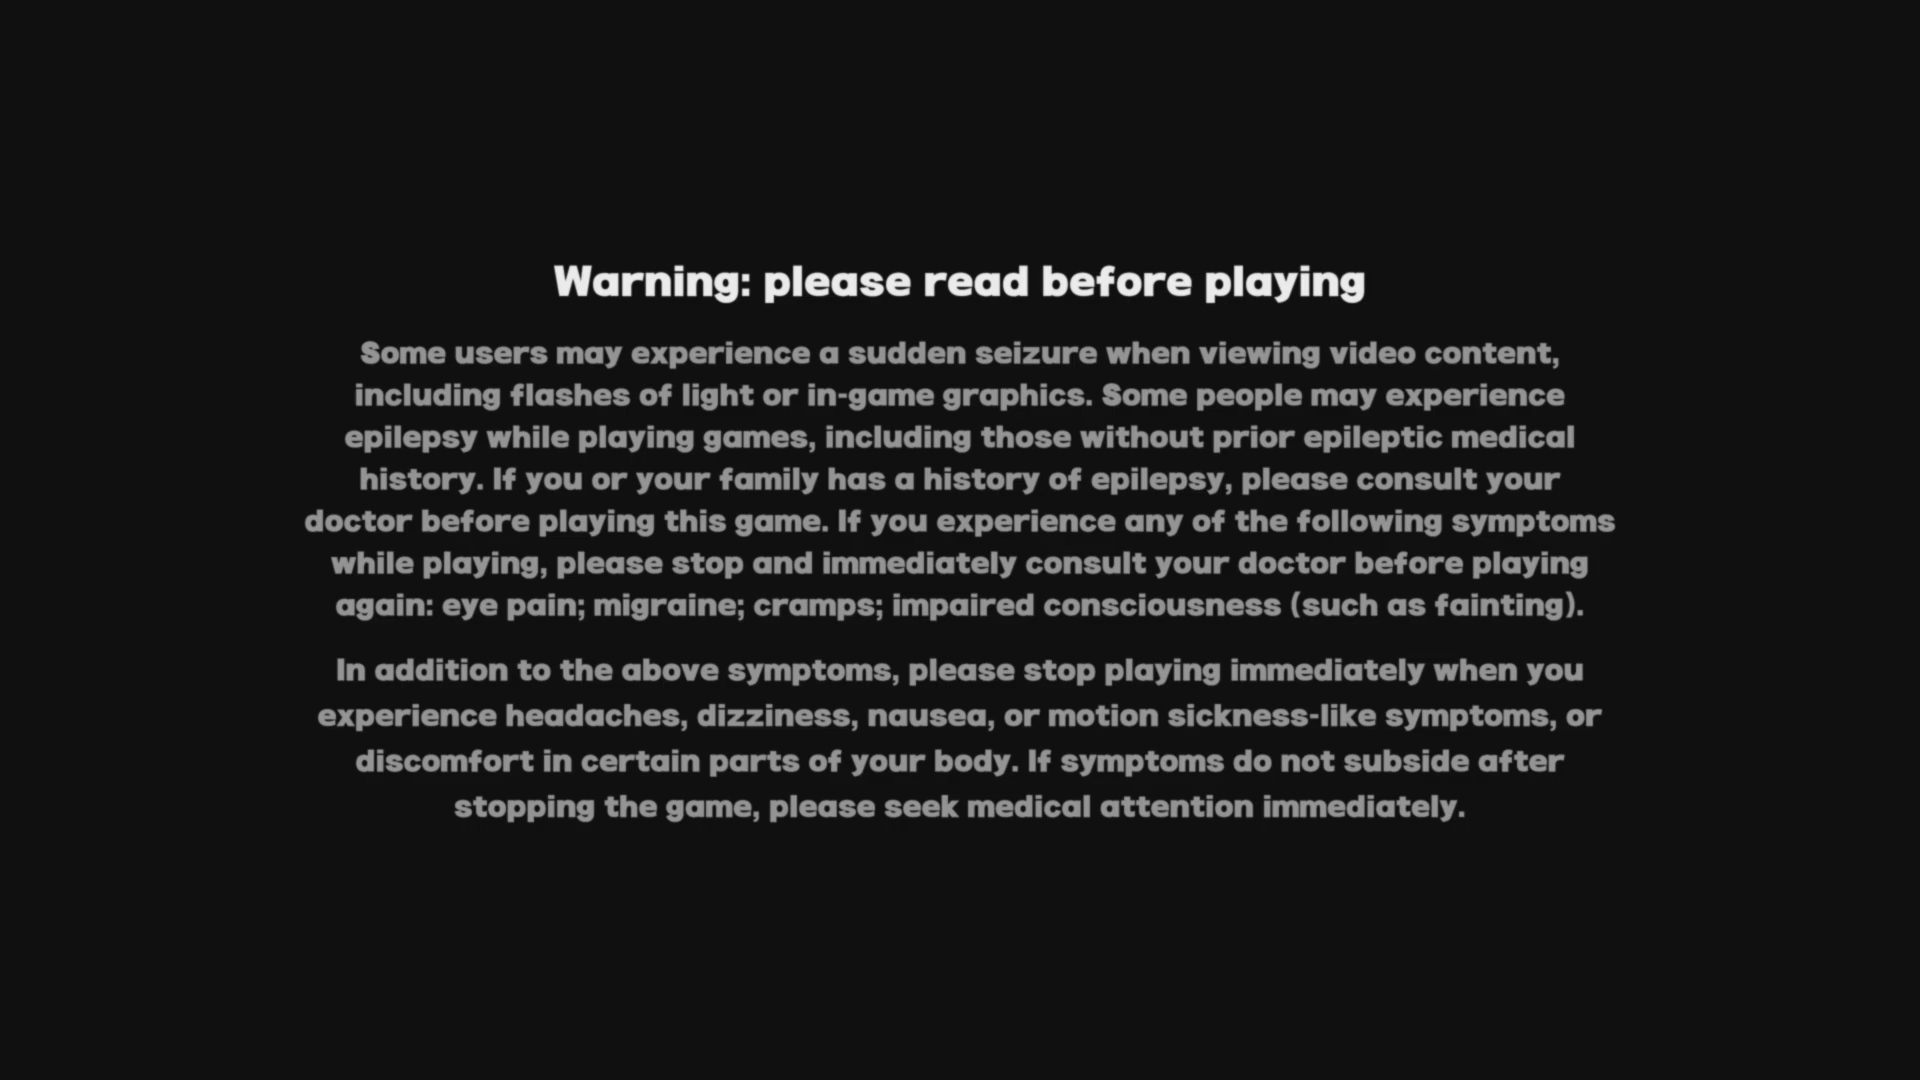 Warning: please read before playing
Some users may experience a sudden seizure when viewing video content,
including flashes of light or in-game graphics. Some people may experience
epilepsy while playing games, including those without prior epileptic medical
history. If you or your family has a history of epilepsy, please consult your
doctor before playing this game. If you experience any of the following symptoms
while playing, please stop and immediately consult your doctor before playing
again: eye pain; migraine; cramps; impaired consciousness (such as fainting).
In addition to the above symptoms, please stop playing immediately when you
experience headaches, dizziness, nausea, or motion sickness-like symptoms, or
discomfort in certain parts of your body. If symptoms do not subside after
stopping the game, please seek medical attention immediately.